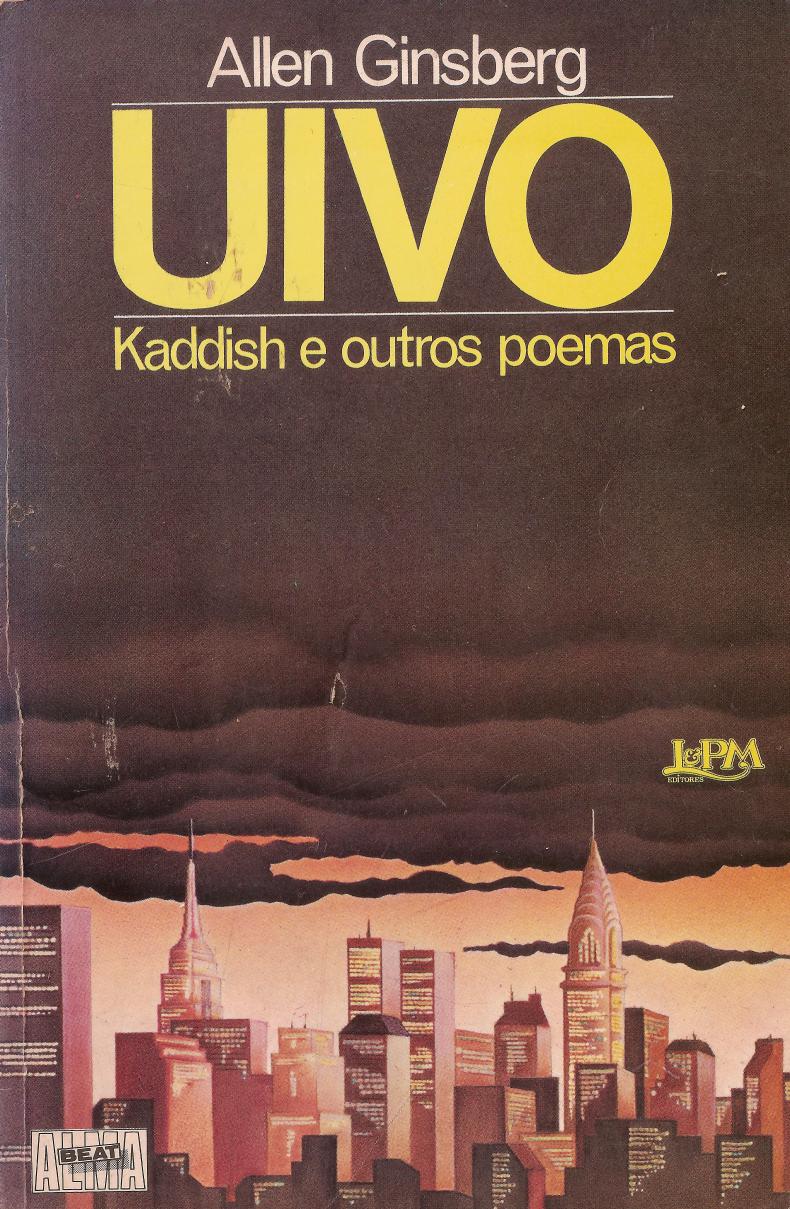 Allen Ginsberg
UIVO
Kaddish e outros poemas
L&PM
EDITORES
ALMA
BEAT